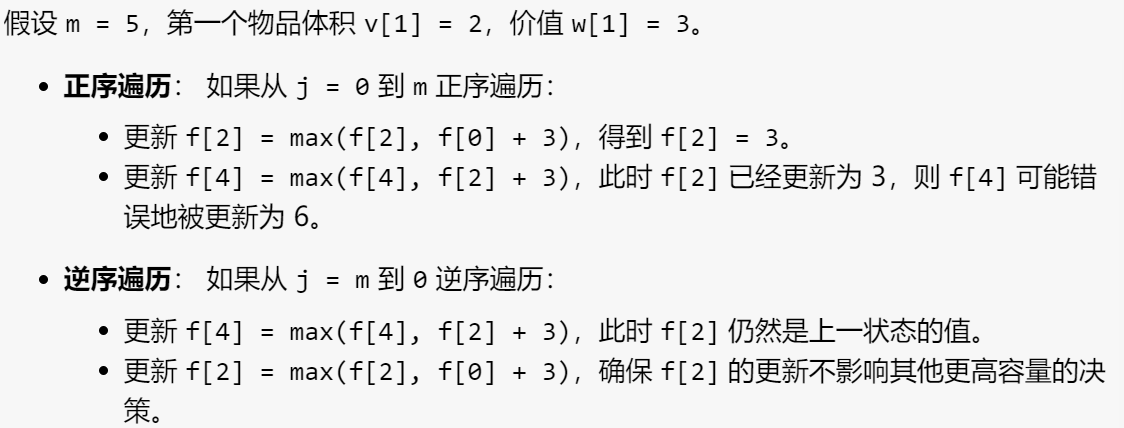 假设 m = 5，第一个物品体积 v[1] = 2，价值 w[1] = 3。
• 正序遍历： 如果从 j = 0 到 m 正序遍历：
• 更新 f[2] = max(f[2], f[0] + 3)，得到 f[2] = 3。
• 更新 f[4] = max(f[4], f[2] + 3)，此时 f[2] 已经更新为 3，则 f[4] 可能错
误地被更新为 6。
• 逆序遍历： 如果从 j = m 到 0 逆序遍历：
• 更新 f[4] = max(f[4], f[2] + 3)，此时 f[2] 仍然是上一状态的值。
• 更新 f[2] = max(f[2], f[0] + 3)，确保 f[2] 的更新不影响其他更高容量的决
策。